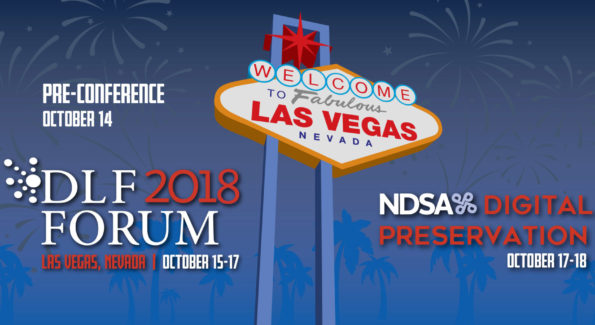 PRE-CONFERENCE
OCTOBER 14
WELCOME
TO Fabulous
LAS VEGAS
NEVADA
DLF 2018
FORUM
LAS VEGAS, NEVADA | OCTOBER 15-17
NDSA DIGITAL
PRESERVATION
OCTOBER 17-18